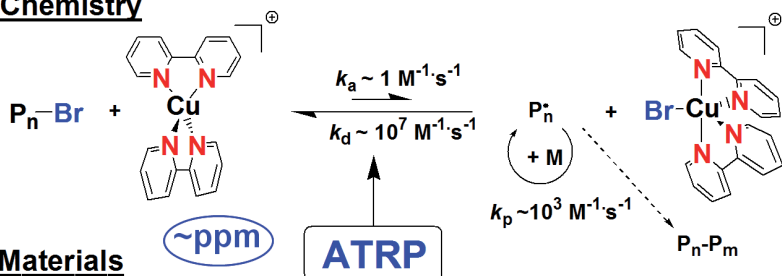 Chemistry
Pn-Br + Cu N N N N ⊕
ka ~ 1 M-1·s-1
kd ~ 107 M-1·s-1
Pn• + Br-Cu N N N N ⊕
+ M
kp ~103 M-1·s-1
Pn-Pm
~ppm
ATRP
Materials